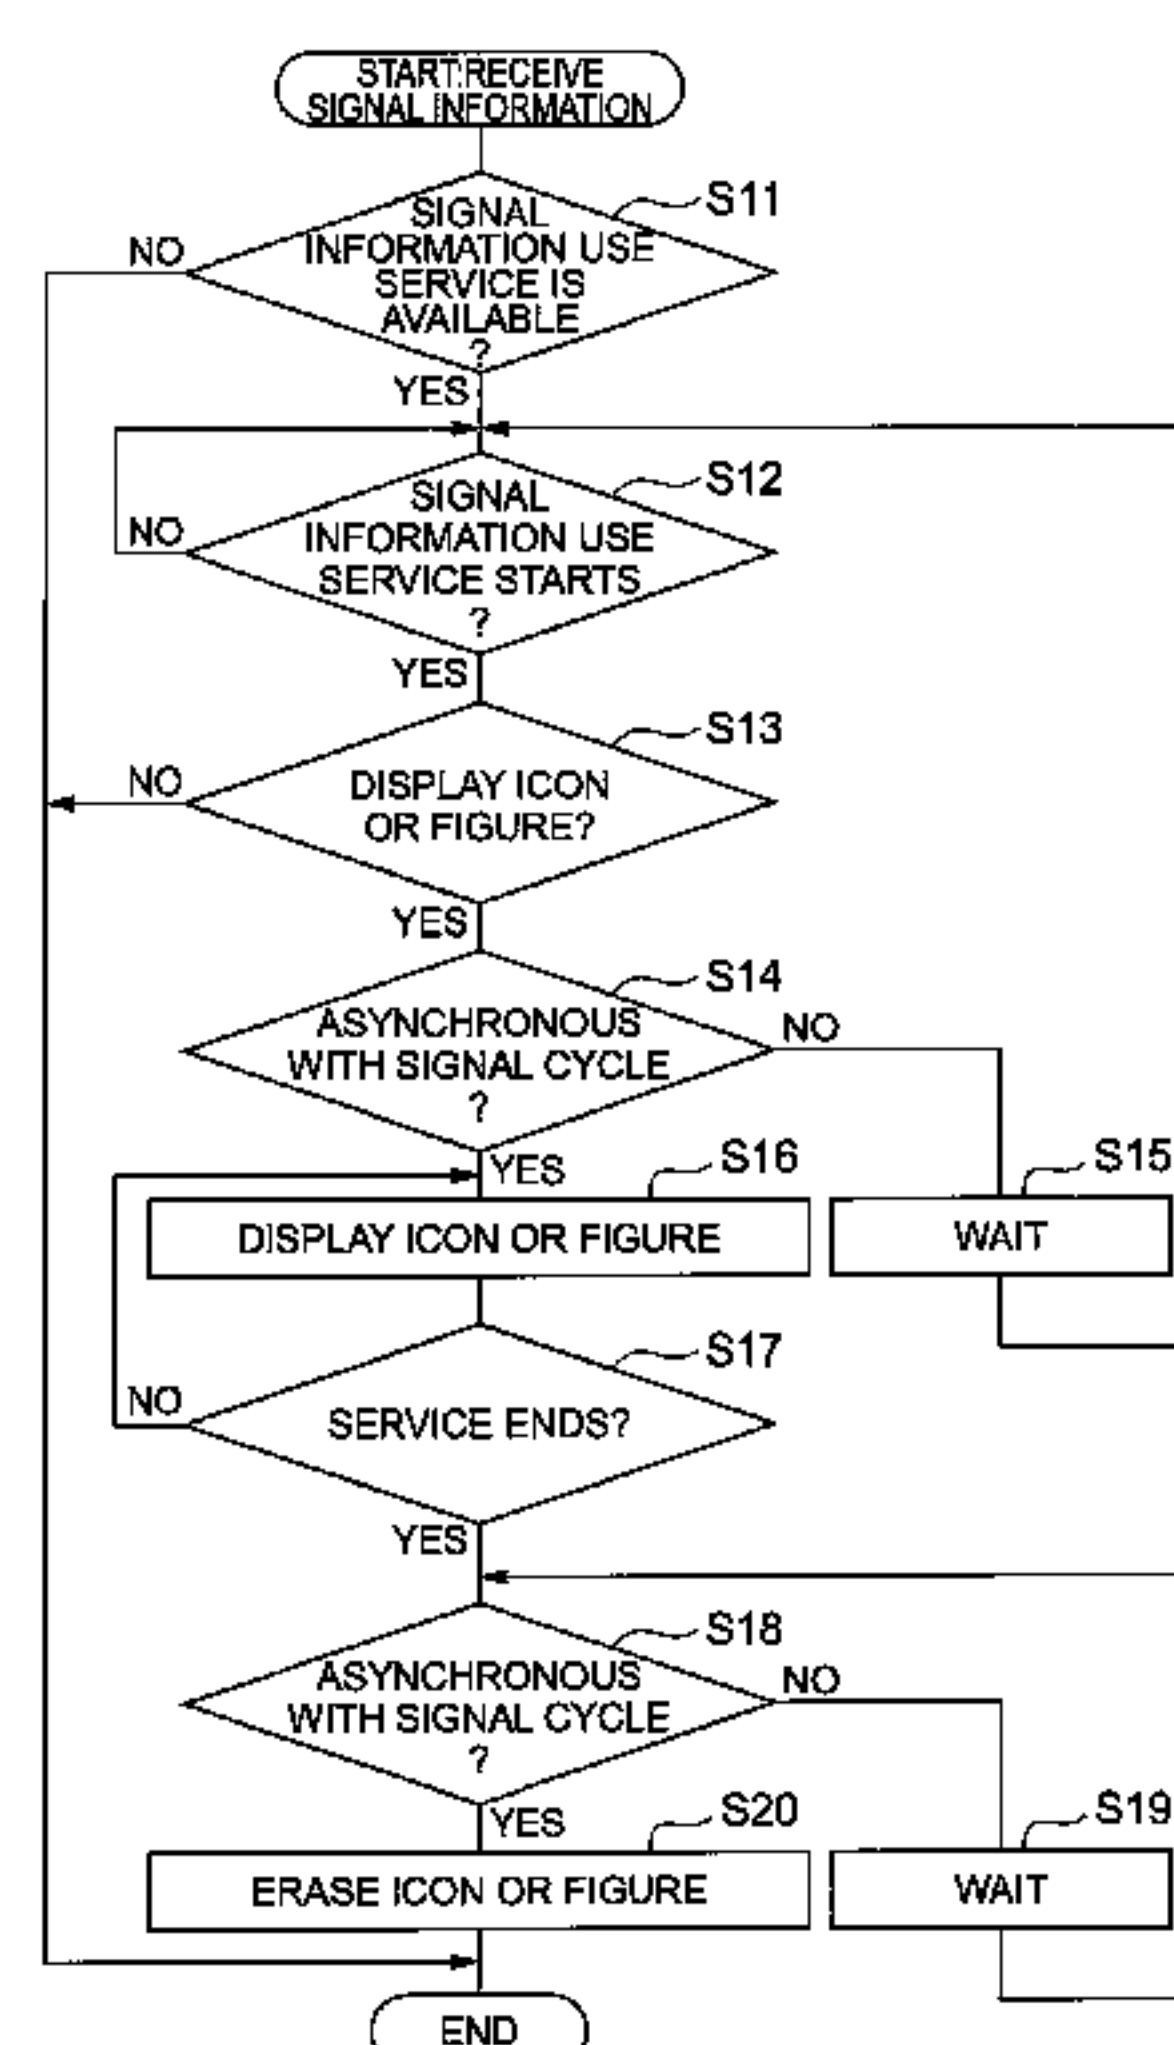 START:RECEIVE
SIGNAL INFORMATION
S11
SIGNAL
INFORMATION USE
SERVICE IS
AVAILABLE
?
NO
YES
S12
SIGNAL
INFORMATION USE
SERVICE STARTS
?
NO
YES
S13
DISPLAY ICON
OR FIGURE?
NO
YES
S14
ASYNCHRONOUS
WITH SIGNAL CYCLE
?
NO
YES
S16
DISPLAY ICON OR FIGURE
S15
WAIT
S17
SERVICE ENDS?
NO
YES
S18
ASYNCHRONOUS
WITH SIGNAL CYCLE
?
NO
YES
S20
ERASE ICON OR FIGURE
S19
WAIT
END